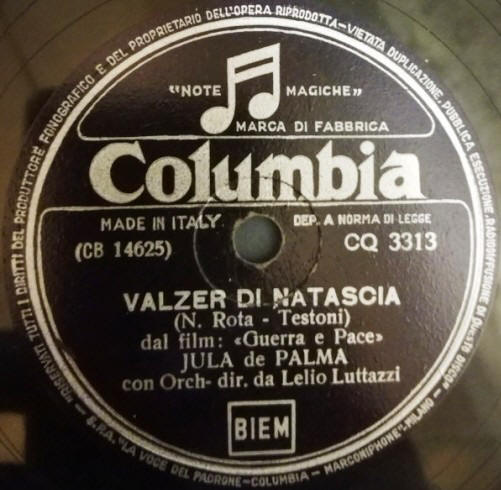 RISERVATI TUTTI I DIRITTI DEL PRODUTTORE FONOGRAFICO E DEL PROPRIETARIO DELL'OPERA RIPRODOTTA-VIETATA DUPLICAZIONE, PUBBLICA ESECUZIONE, RADIODIFFUSIONE DI QUESTO DISCO
"NOTE MAGICHE"
MARCA DI FABBRICA
Columbia
MADE IN ITALY DEP. A NORMA DI LEGGE
(CB 14625) CQ 3313
VALZER DI NATASCIA
(N. Rota - Testoni)
dal film: «Guerra e Pace»
JULA de PALMA
con Orch- dir. da Lelio Luttazzi
BIEM
S.P.A. "LA VOCE DEL PADRONE-COLUMBIA-MARCONIPHONE"-MILANO